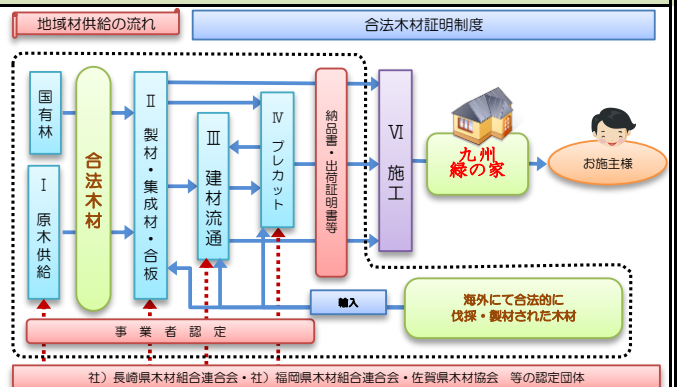 地域材供給の流れ
合法木材証明制度
国有林
Ⅰ 原木供給
合法木材
Ⅱ 製材・集成材・合板
Ⅲ 建材流通
Ⅳ プレカット
納品書・出荷証明書等
Ⅵ 施工
九州
緑の家
お施主様
輸入
海外にて合法的に
伐採・製材された木材
事業者認定
社）長崎県木材組合連合会・社）福岡県木材組合連合会・佐賀県木材協会 等の認定団体